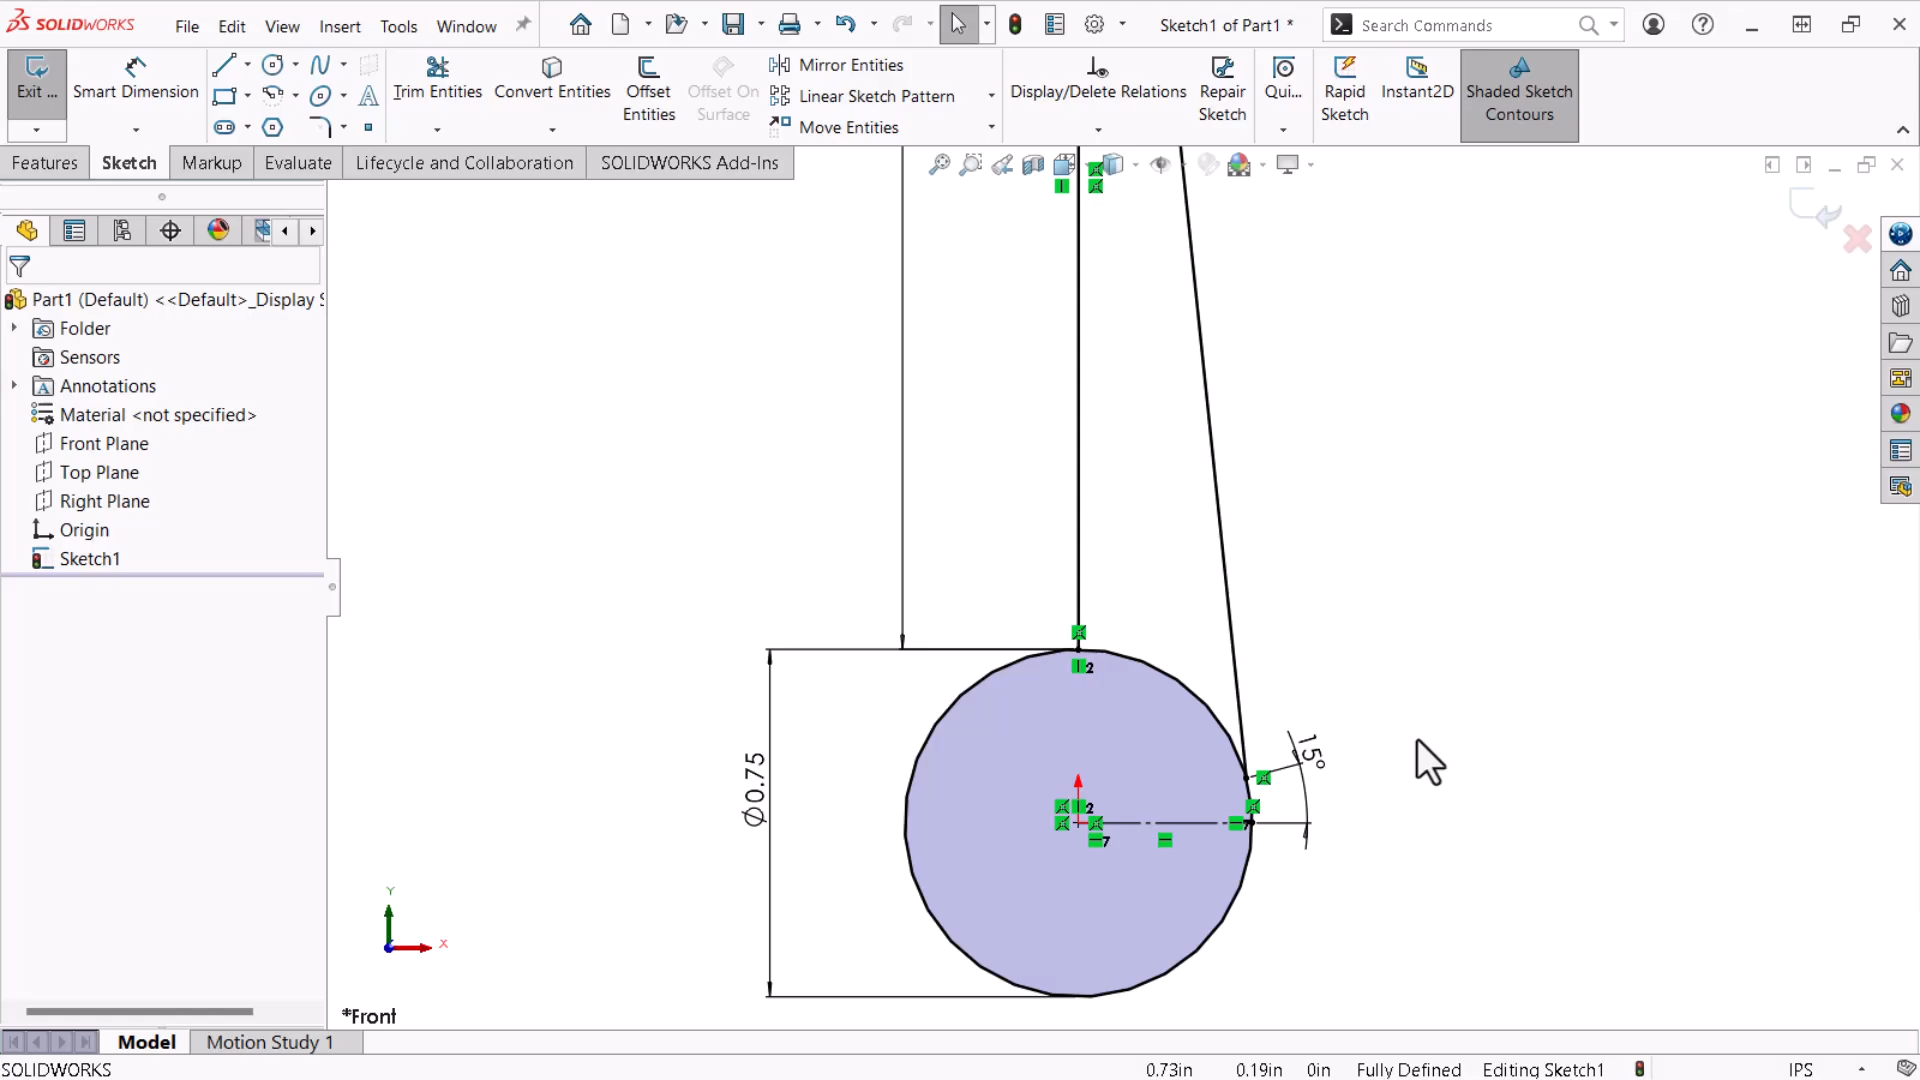 SOLIDWORKS
File Edit View Insert Tools Window
Sketch1 of Part1 *
Search Commands
Exit ...
Smart Dimension
Trim Entities
Convert Entities
Offset Entities
Offset On Surface
Mirror Entities
Linear Sketch Pattern
Move Entities
Display/Delete Relations
Repair Sketch
Qui...
Rapid Sketch
Instant2D
Shaded Sketch Contours
Features Sketch Markup Evaluate Lifecycle and Collaboration SOLIDWORKS Add-Ins
Part1 (Default) <<Default>_Display S
Folder
Sensors
Annotations
Material <not specified>
Front Plane
Top Plane
Right Plane
Origin
Sketch1
2
15°
Ø0.75
2
7
7
Y
X
*Front
Model Motion Study 1
SOLIDWORKS
0.73in 0.19in 0in Fully Defined Editing Sketch1 IPS